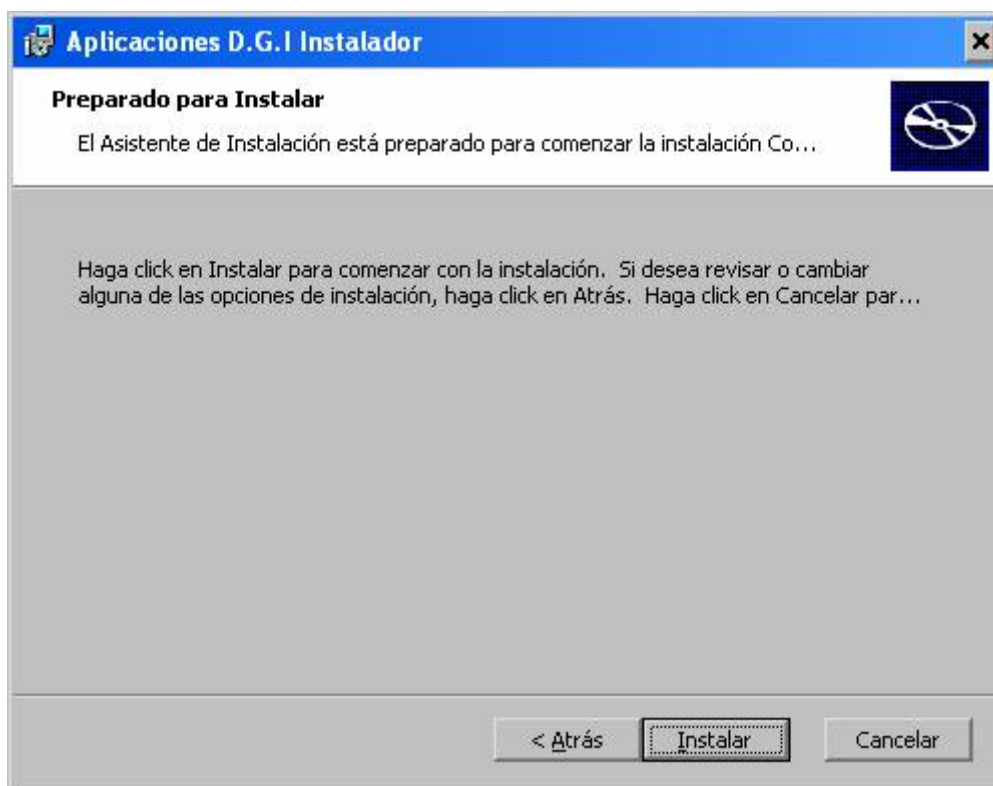 Aplicaciones D.G.I Instalador
Preparado para Instalar
El Asistente de Instalación está preparado para comenzar la instalación Co...
Haga click en Instalar para comenzar con la instalación. Si desea revisar o cambiar
alguna de las opciones de instalación, haga click en Atrás. Haga click en Cancelar par...
< Atrás
Instalar
Cancelar